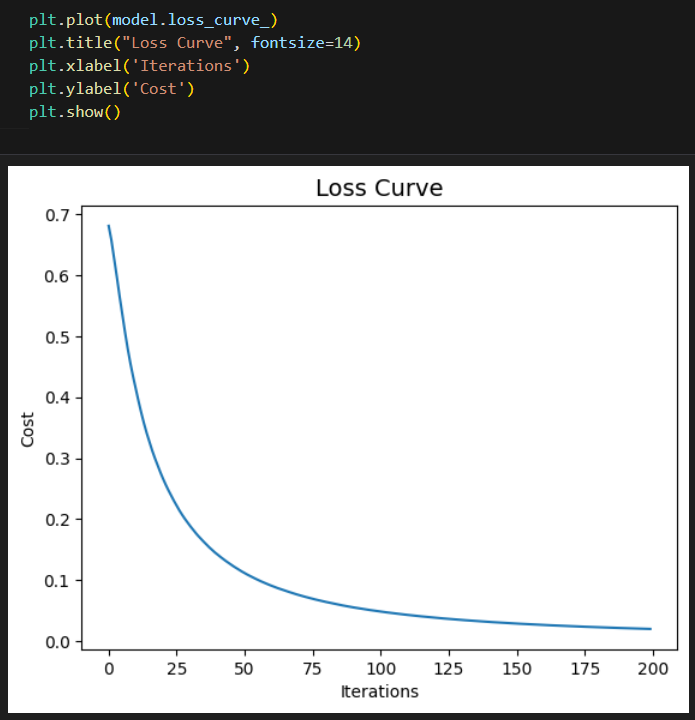 plt.plot(model.loss_curve_)
plt.title("Loss Curve", fontsize=14)
plt.xlabel('Iterations')
plt.ylabel('Cost')
plt.show()
Loss Curve
0.7
0.6
0.5
0.4
0.3
0.2
0.1
0.0
Cost
0 25 50 75 100 125 150 175 200
Iterations